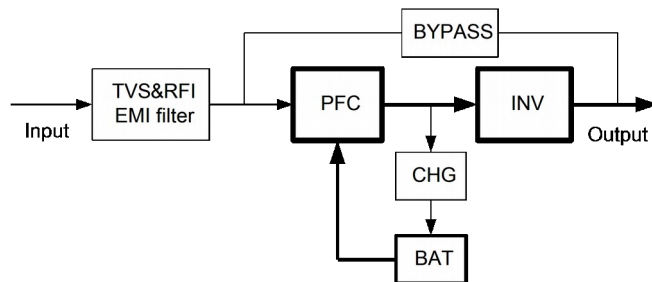 BYPASS
TVS&RFI
EMI filter
PFC
INV
Input
Output
CHG
BAT